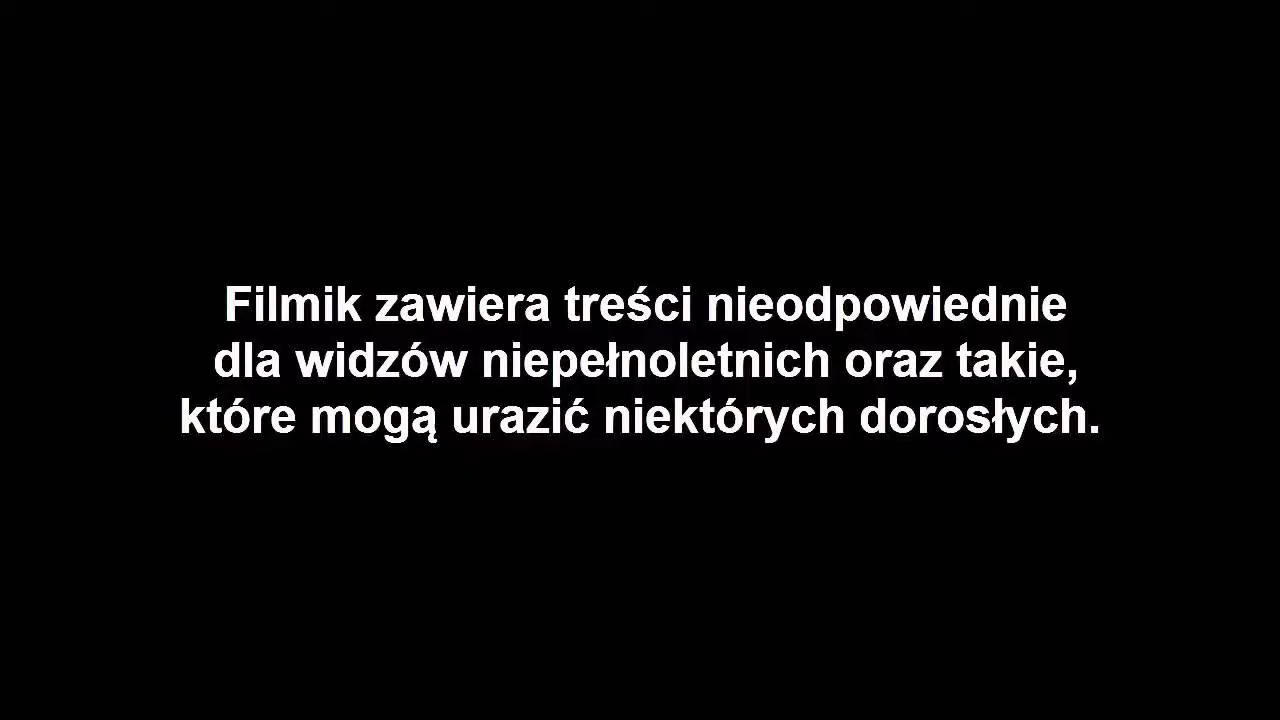 Filmik zawiera treści nieodpowiednie
dla widzów niepełnoletnich oraz takie,
które mogą urazić niektórych dorosłych.